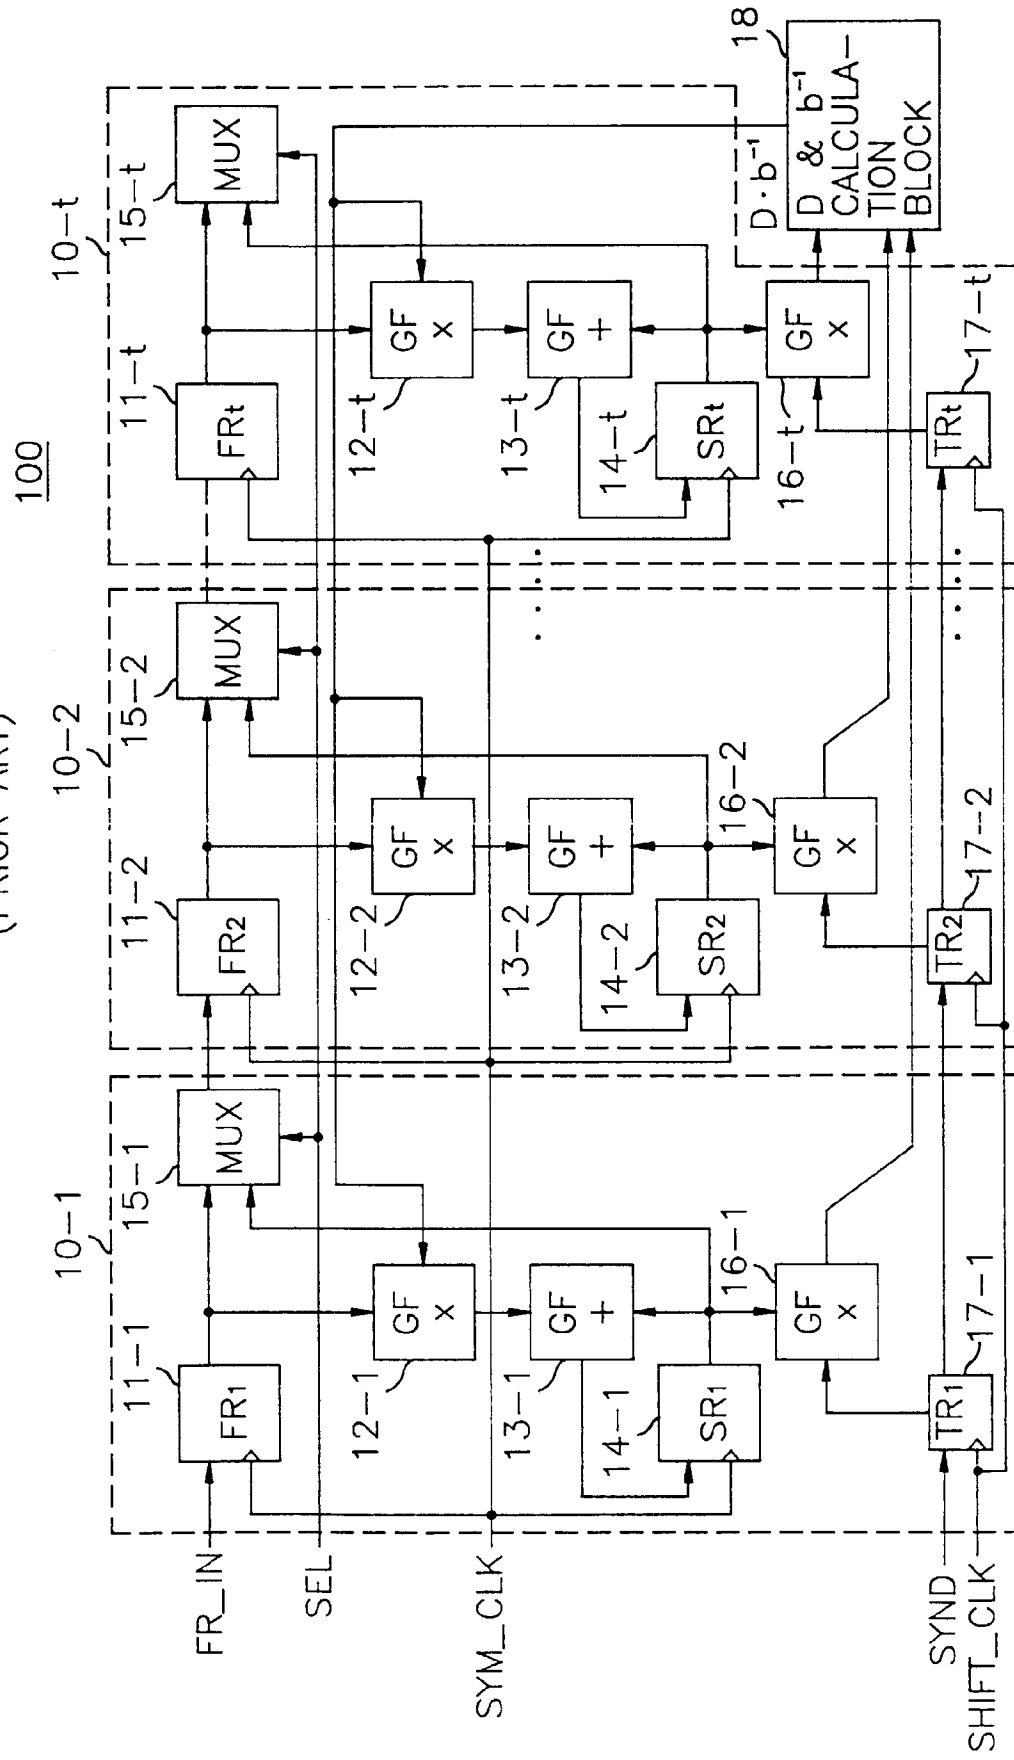 (PRIOR ART)
100
10-1
10-2
10-t
11-1
FR1
15-1
MUX
11-2
FR2
15-2
MUX
11-t
FRt
15-t
MUX
FR_IN
SEL
12-1
GF
x
12-2
GF
x
12-t
GF
x
SYM_CLK
13-1
GF
+
13-2
GF
+
13-t
GF
+
14-1
SR1
14-2
SR2
14-t
SRt
16-1
GF
x
16-2
GF
x
16-t
GF
x
D·b-1
18
D & b-1
CALCULA-
TION
BLOCK
SYND
SHIFT_CLK
TR1
17-1
TR2
17-2
TRt
17-t